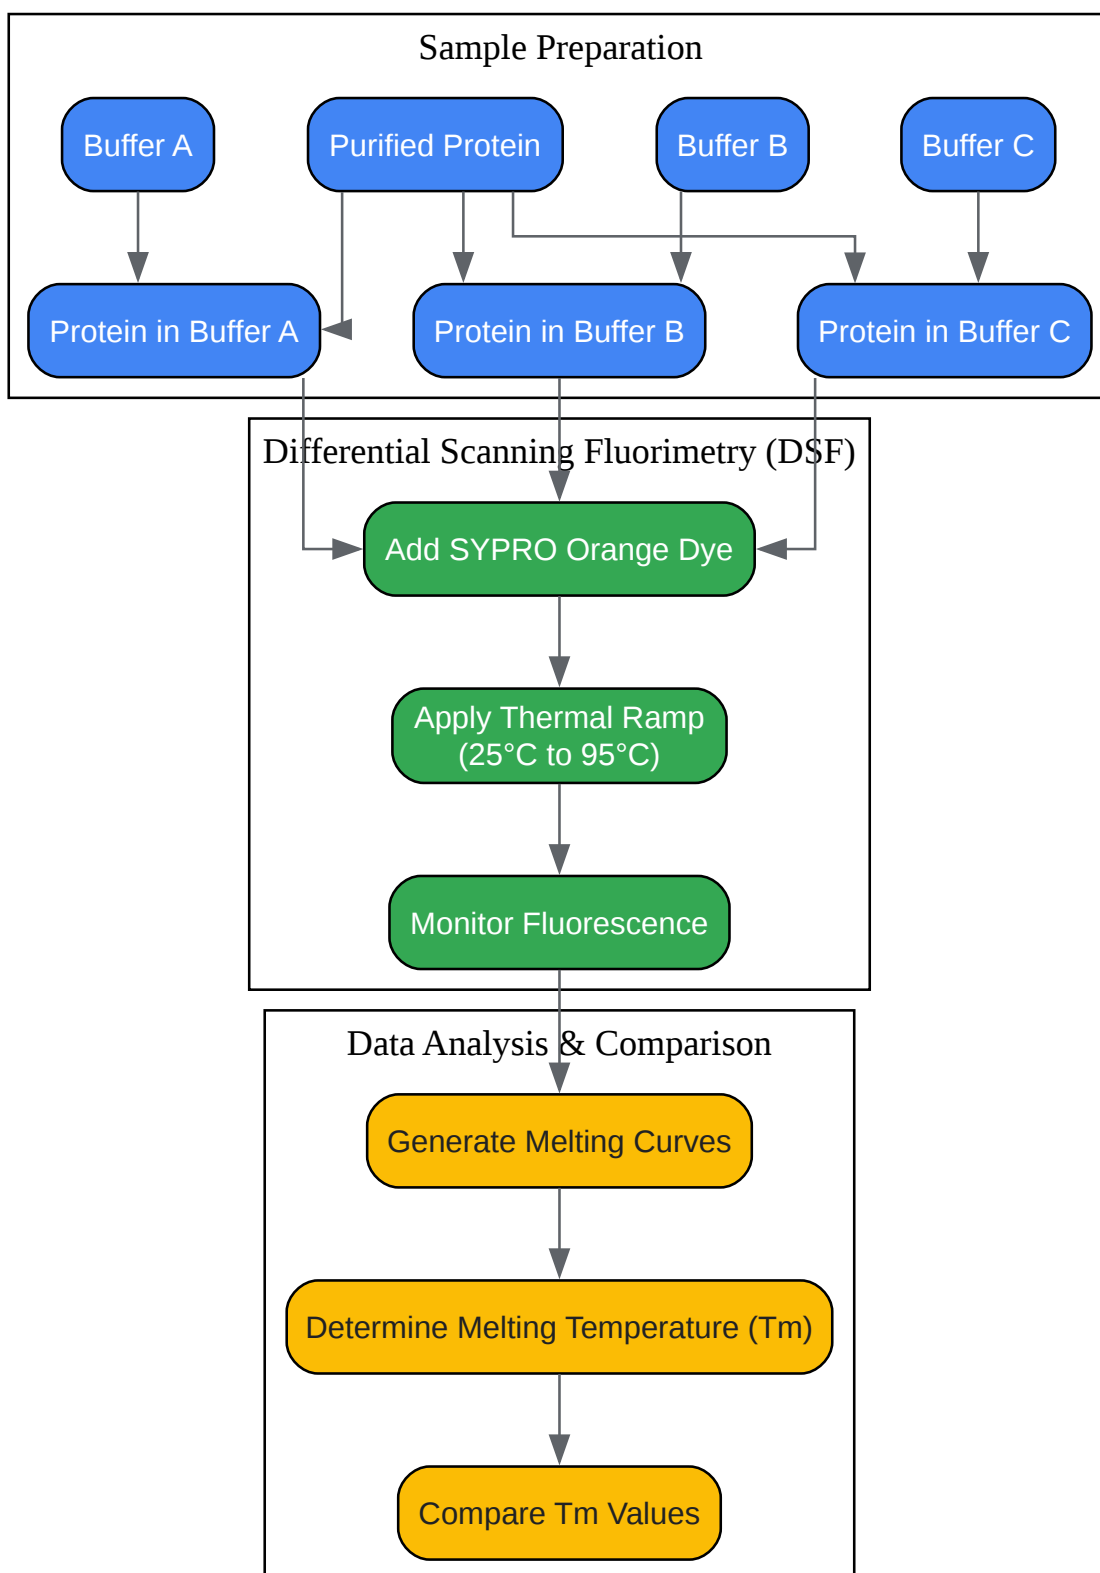 Sample Preparation
Buffer A
Purified Protein
Buffer B
Buffer C
Protein in Buffer A
Protein in Buffer B
Protein in Buffer C
Differential Scanning Fluorimetry (DSF)
Add SYPRO Orange Dye
Apply Thermal Ramp
(25°C to 95°C)
Monitor Fluorescence
Data Analysis & Comparison
Generate Melting Curves
Determine Melting Temperature (Tm)
Compare Tm Values